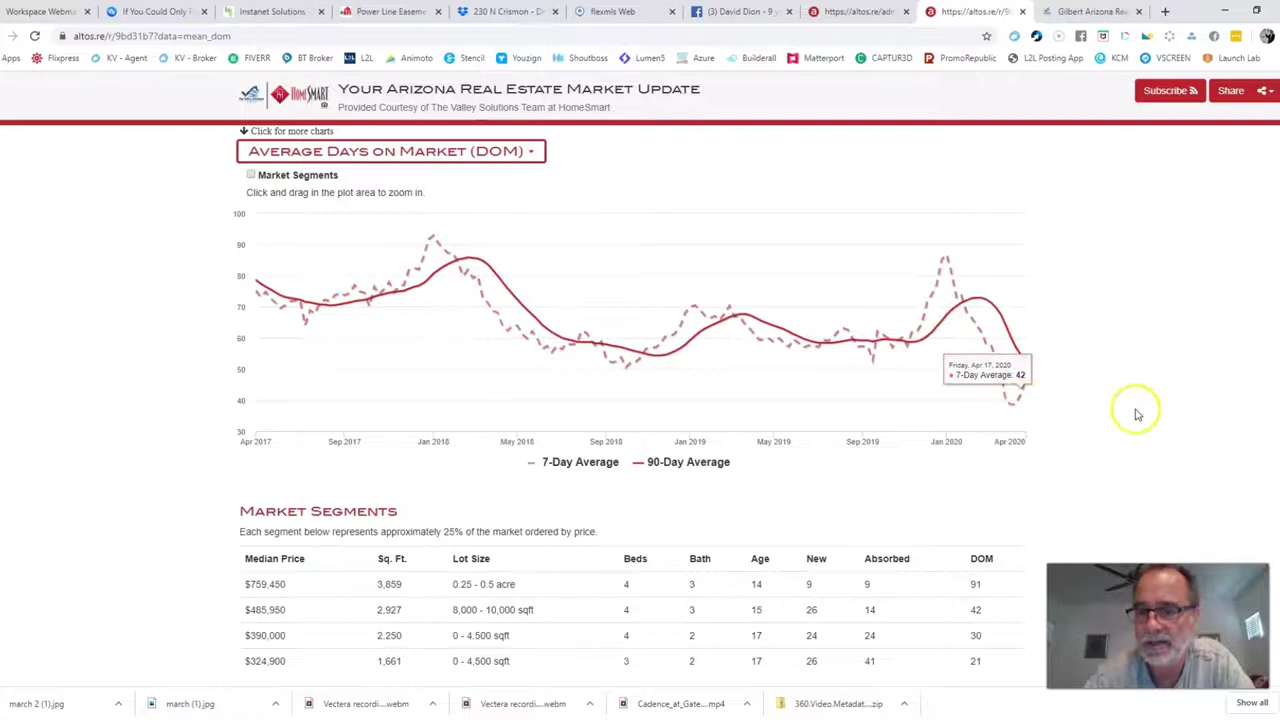 Workspace Webma
If You Could Only F
Instanet Solutions
Power Line Easeme
230 N Crismon - Dr
flexmls Web
(3) David Dion - 9 y
https://altos.re/adr
https://altos.re/r/9
Gilbert Arizona Rea
altos.re/r/9bd31b7?data=mean_dom
Apps
Flixpress
KV - Agent
KV - Broker
FIVERR
BT Broker
L2L
Animoto
Stencil
Youzign
Shoutboss
Lumen5
Azure
Builderall
Matterport
CAPTUR3D
PromoRepublic
L2L Posting App
KCM
VSCREEN
Launch Lab
HOMESMART
Your Arizona Real Estate Market Update
Provided Courtesy of The Valley Solutions Team at HomeSmart
Subscribe
Share
Click for more charts
Average Days on Market (DOM)
Market Segments
Click and drag in the plot area to zoom in.
100
90
80
70
60
50
40
30
Friday, Apr 17, 2020
7-Day Average: 42
Apr 2017
Sep 2017
Jan 2018
May 2018
Sep 2018
Jan 2019
May 2019
Sep 2019
Jan 2020
Apr 2020
7-Day Average
90-Day Average
Market Segments
Each segment below represents approximately 25% of the market ordered by price.
Median Price Sq. Ft. Lot Size Beds Bath Age New Absorbed DOM
$759,450 3,859 0.25 - 0.5 acre 4 3 14 9 9 91
$485,950 2,927 8,000 - 10,000 sqft 4 3 15 26 14 42
$390,000 2,250 0 - 4,500 sqft 4 2 17 24 24 30
$324,900 1,661 0 - 4,500 sqft 3 2 17 26 41 21
march 2 (1).jpg
march (1).jpg
Vectera recordi....webm
Vectera recordi....webm
Cadence_at_Gate....mp4
360.Video.Metadat....zip
Show all